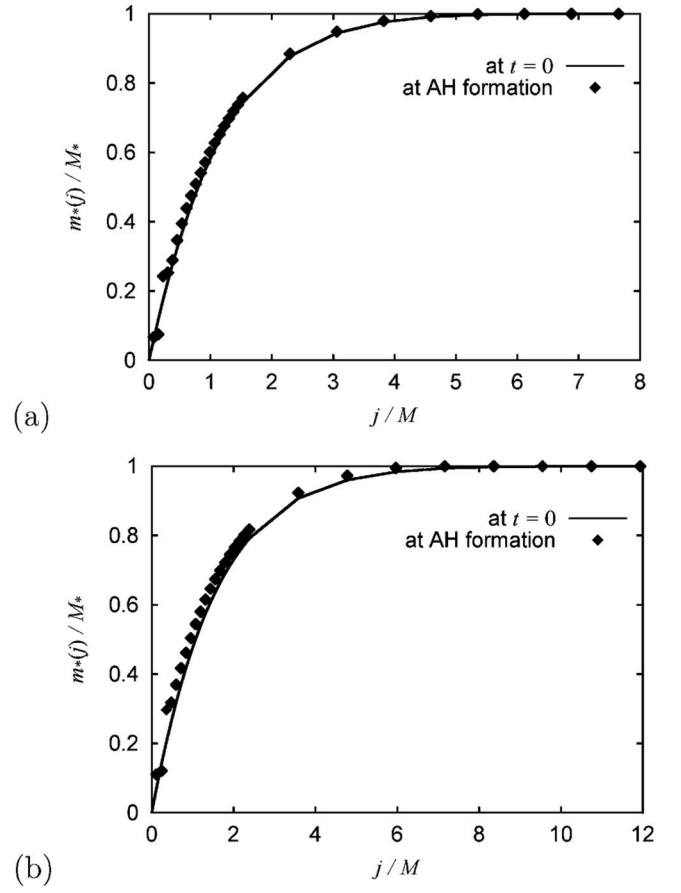 1
0.8
0.6
0.4
0.2
0
m*(j) / M*
at t = 0
at AH formation
0 1 2 3 4 5 6 7 8
j / M
(a)
1
0.8
0.6
0.4
0.2
0
m*(j) / M*
at t = 0
at AH formation
0 2 4 6 8 10 12
j / M
(b)